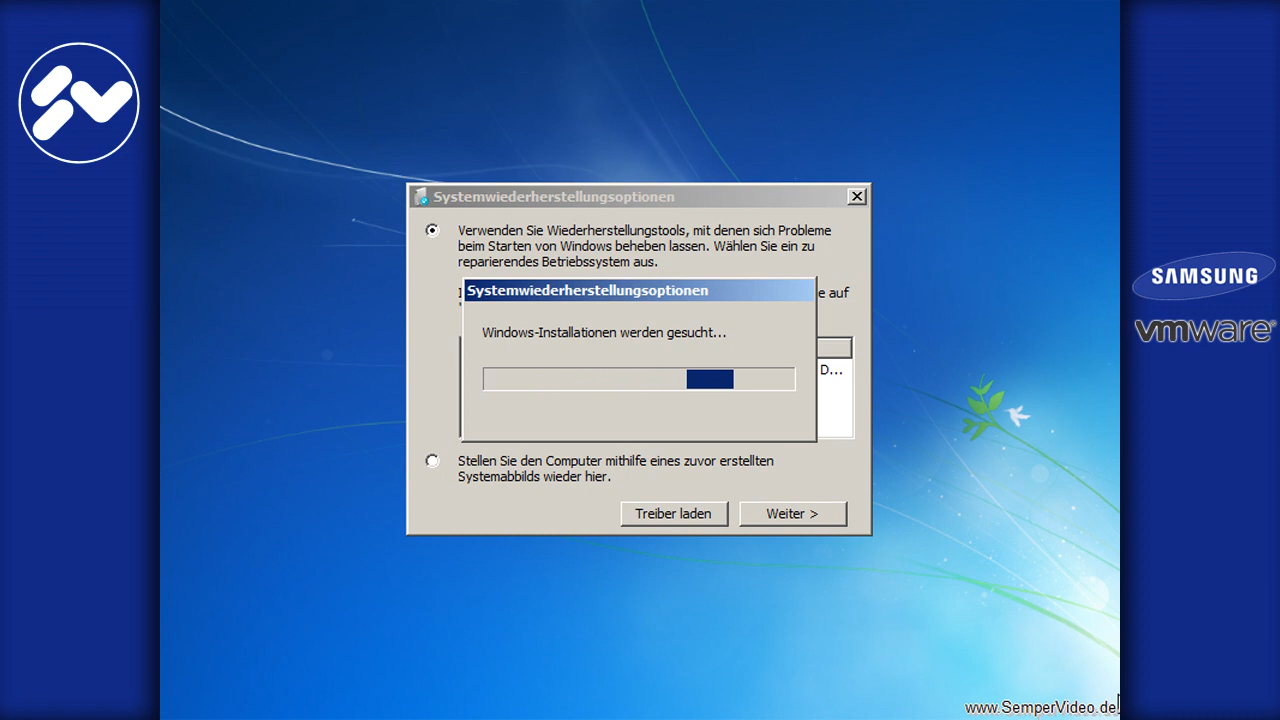 Systemwiederherstellungsoptionen
Verwenden Sie Wiederherstellungstools, mit denen sich Probleme
beim Starten von Windows beheben lassen. Wählen Sie ein zu
reparierendes Betriebssystem aus.
e auf
Systemwiederherstellungsoptionen
Windows-Installationen werden gesucht...
D...
Stellen Sie den Computer mithilfe eines zuvor erstellten
Systemabbilds wieder hier.
Treiber laden
Weiter >
SAMSUNG
vmware
www.SemperVideo.de